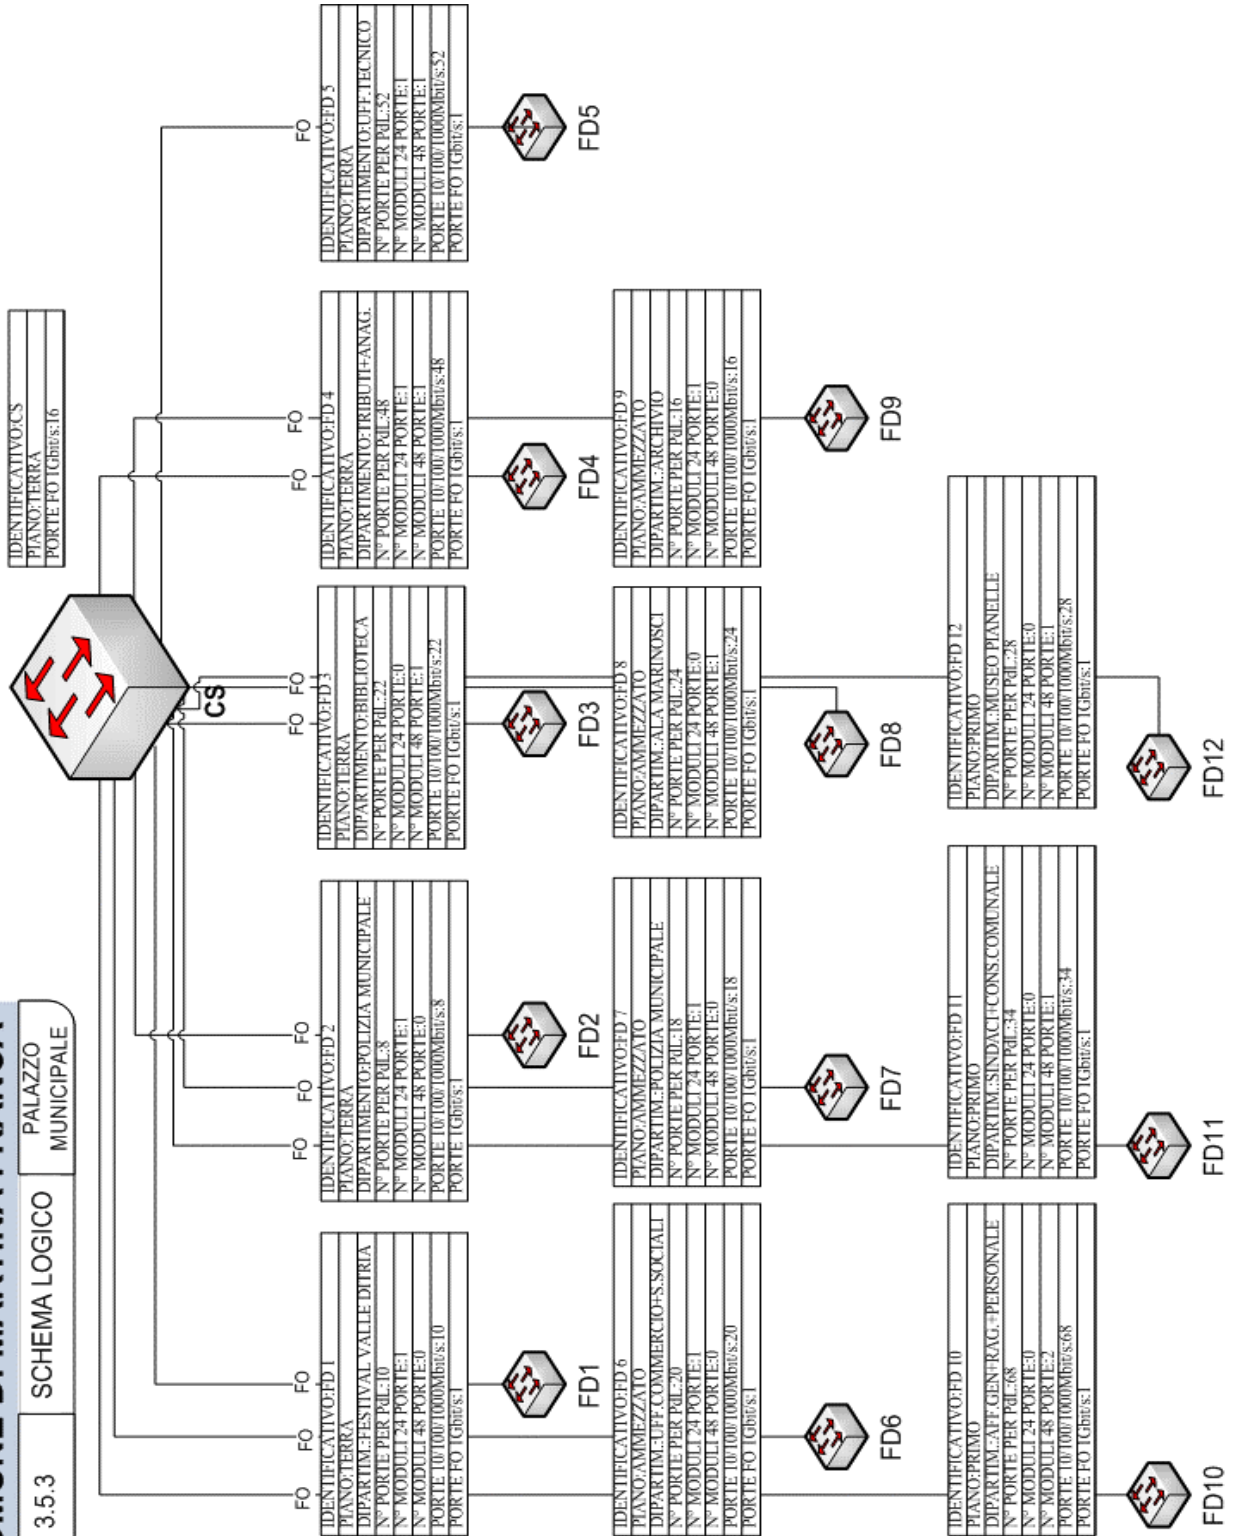 3.5.3
SCHEMA LOGICO
PALAZZO
MUNICIPALE
IDENTIFICATIVO:CS
PIANO:TERRA
PORTE FO 1Gbit/s:16
CS
FO
FO
FO
FO
FO
FO
FO
FO
FO
FO
FO
IDENTIFICATIVO:FD 1
PIANO:TERRA
DIPARTIM.:FESTIVAL VALLE DITRIA
N° PORTE PER PdL:10
N° MODULI 24 PORTE:1
N° MODULI 48 PORTE:0
PORTE 10/100/1000Mbit/s:10
PORTE FO 1Gbit/s:1
FD1
IDENTIFICATIVO:FD 2
PIANO:TERRA
DIPARTIMENTO:POLIZIA MUNICIPALE
N° PORTE PER PdL:8
N° MODULI 24 PORTE:1
N° MODULI 48 PORTE:0
PORTE 10/100/1000Mbit/s:8
PORTE 1Gbit/s:1
FD2
IDENTIFICATIVO:FD 3
PIANO:TERRA
DIPARTIMENTO:BIBLIOTECA
N° PORTE PER PdL:22
N° MODULI 24 PORTE:0
N° MODULI 48 PORTE:1
PORTE 10/100/1000Mbit/s:22
PORTE FO 1Gbit/s:1
FD3
IDENTIFICATIVO:FD 4
PIANO:TERRA
DIPARTIMENTO:TRIBUTI+ANAG.
N° PORTE PER PdL:48
N° MODULI 24 PORTE:1
N° MODULI 48 PORTE:1
PORTE 10/100/1000Mbit/s:48
PORTE FO 1Gbit/s:1
FD4
IDENTIFICATIVO:FD 5
PIANO:TERRA
DIPARTIMENTO:UFF.TECNICO
N° PORTE PER PdL:52
N° MODULI 24 PORTE:1
N° MODULI 48 PORTE:1
PORTE 10/100/1000Mbit/s:52
PORTE FO 1Gbit/s:1
FD5
IDENTIFICATIVO:FD 6
PIANO:AMMEZZATO
DIPARTIM.:UFF.COMMERCIO+S.SOCIALI
N° PORTE PER PdL:20
N° MODULI 24 PORTE:1
N° MODULI 48 PORTE:0
PORTE 10/100/1000Mbit/s:20
PORTE FO 1Gbit/s:1
FD6
IDENTIFICATIVO:FD 7
PIANO:AMMEZZATO
DIPARTIM.:POLIZIA MUNICIPALE
N° PORTE PER PdL:18
N° MODULI 24 PORTE:1
N° MODULI 48 PORTE:0
PORTE 10/100/1000Mbit/s:18
PORTE FO 1Gbit/s:1
FD7
IDENTIFICATIVO:FD 8
PIANO:AMMEZZATO
DIPARTIM.:ALA MARINOSCI
N° PORTE PER PdL:24
N° MODULI 24 PORTE:0
N° MODULI 48 PORTE:1
PORTE 10/100/1000Mbit/s:24
PORTE FO 1Gbit/s:1
FD8
IDENTIFICATIVO:FD 9
PIANO:AMMEZZATO
DIPARTIM.:ARCHIVIO
N° PORTE PER PdL:16
N° MODULI 24 PORTE:1
N° MODULI 48 PORTE:0
PORTE 10/100/1000Mbit/s:16
PORTE FO 1Gbit/s:1
FD9
IDENTIFICATIVO:FD 10
PIANO:PRIMO
DIPARTIM.:AFF.GEN+RAG.+PERSONALE
N° PORTE PER PdL:68
N° MODULI 24 PORTE:0
N° MODULI 48 PORTE:2
PORTE 10/100/1000Mbit/s:68
PORTE FO 1Gbit/s:1
FD10
IDENTIFICATIVO:FD 11
PIANO:PRIMO
DIPARTIM.:SINDACI+CONS.COMUNALE
N° PORTE PER PdL:34
N° MODULI 24 PORTE:0
N° MODULI 48 PORTE:1
PORTE 10/100/1000Mbit/s:34
PORTE FO 1Gbit/s:1
FD11
IDENTIFICATIVO:FD 12
PIANO:PRIMO
DIPARTIM.:MUSEO PIANELLE
N° PORTE PER PdL:28
N° MODULI 24 PORTE:0
N° MODULI 48 PORTE:1
PORTE 10/100/1000Mbit/s:28
PORTE FO 1Gbit/s:1
FD12